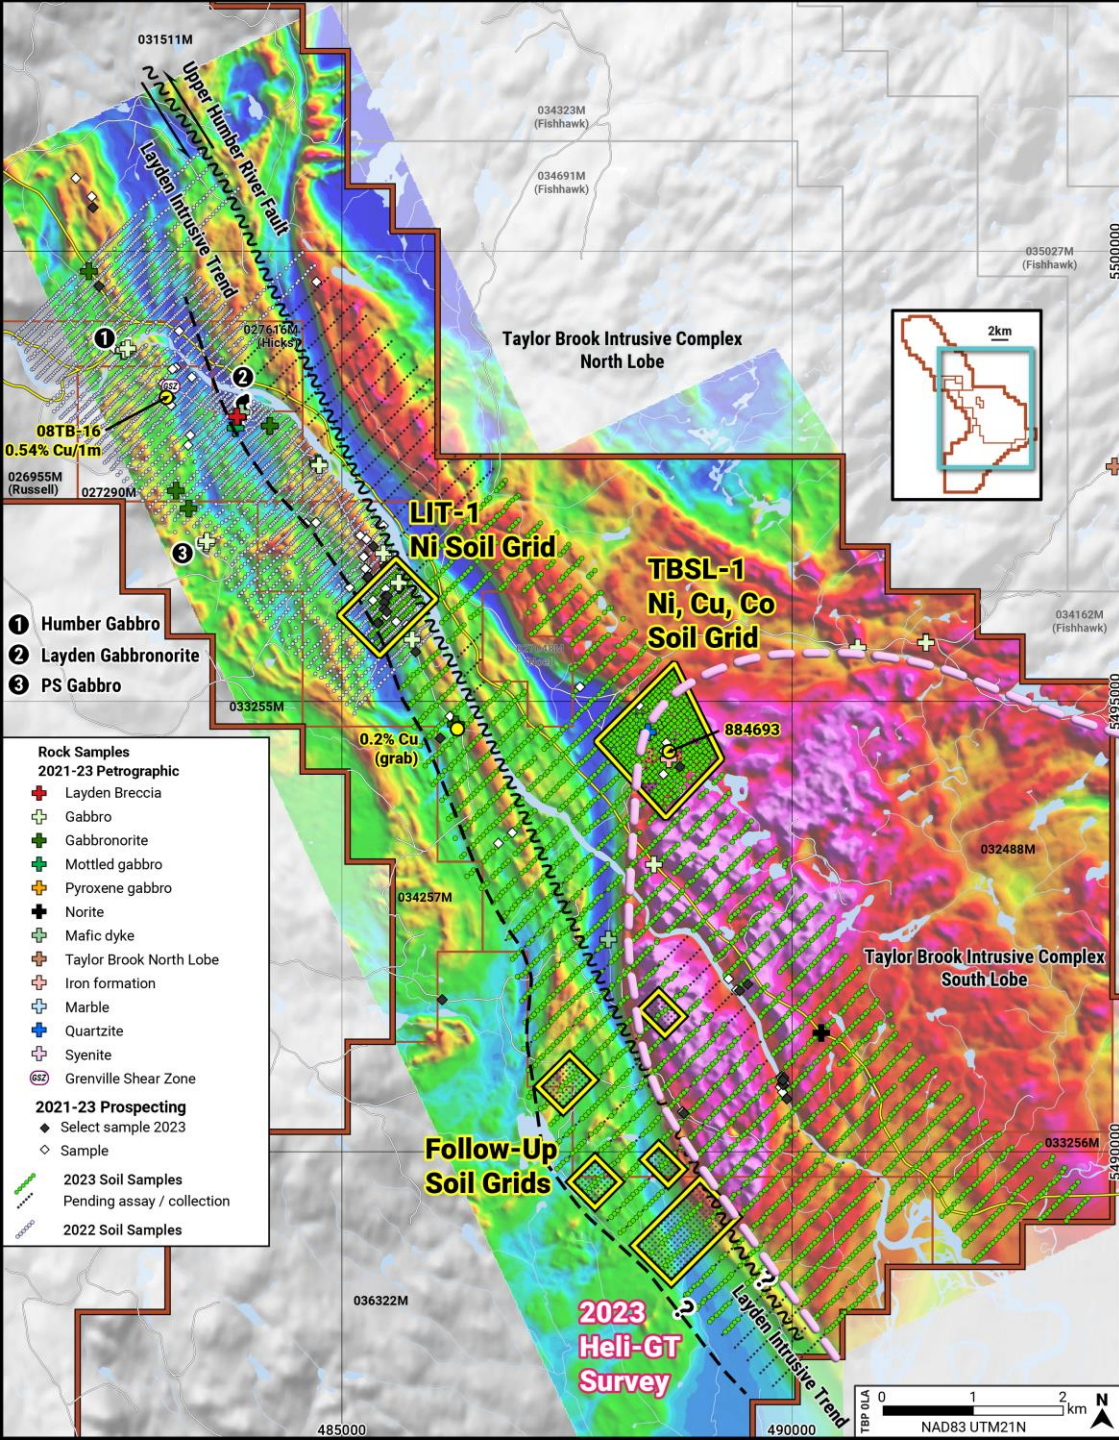 031511M
Upper Humber River Fault
Layden Intrusive Trend
034323M
(Fishhawk)
034691M
(Fishhawk)
035027M
(Fishhawk)
5500000
027616M
(Hicks)
Taylor Brook Intrusive Complex
North Lobe
2km
1
2
GSZ
08TB-16
0.54% Cu/1m
026955M
(Russell)
027290M
3
LIT-1
Ni Soil Grid
TBSL-1
Ni, Cu, Co
Soil Grid
034162M
(Fishhawk)
1 Humber Gabbro
2 Layden Gabbronorite
3 PS Gabbro
033255M
5495000
0.2% Cu
(grab)
884693
Rock Samples
2021-23 Petrographic
Layden Breccia
Gabbro
Gabbronorite
Mottled gabbro
Pyroxene gabbro
Norite
Mafic dyke
Taylor Brook North Lobe
Iron formation
Marble
Quartzite
Syenite
GSZ Grenville Shear Zone
2021-23 Prospecting
Select sample 2023
Sample
2023 Soil Samples
Pending assay / collection
2022 Soil Samples
032488M
034257M
Taylor Brook Intrusive Complex
South Lobe
033256M
5490000
Follow-Up
Soil Grids
036322M
2023
Heli-GT
Survey
?
?
Layden Intrusive Trend
485000
490000
TBP OLA
0 1 2 km
N
NAD83 UTM21N